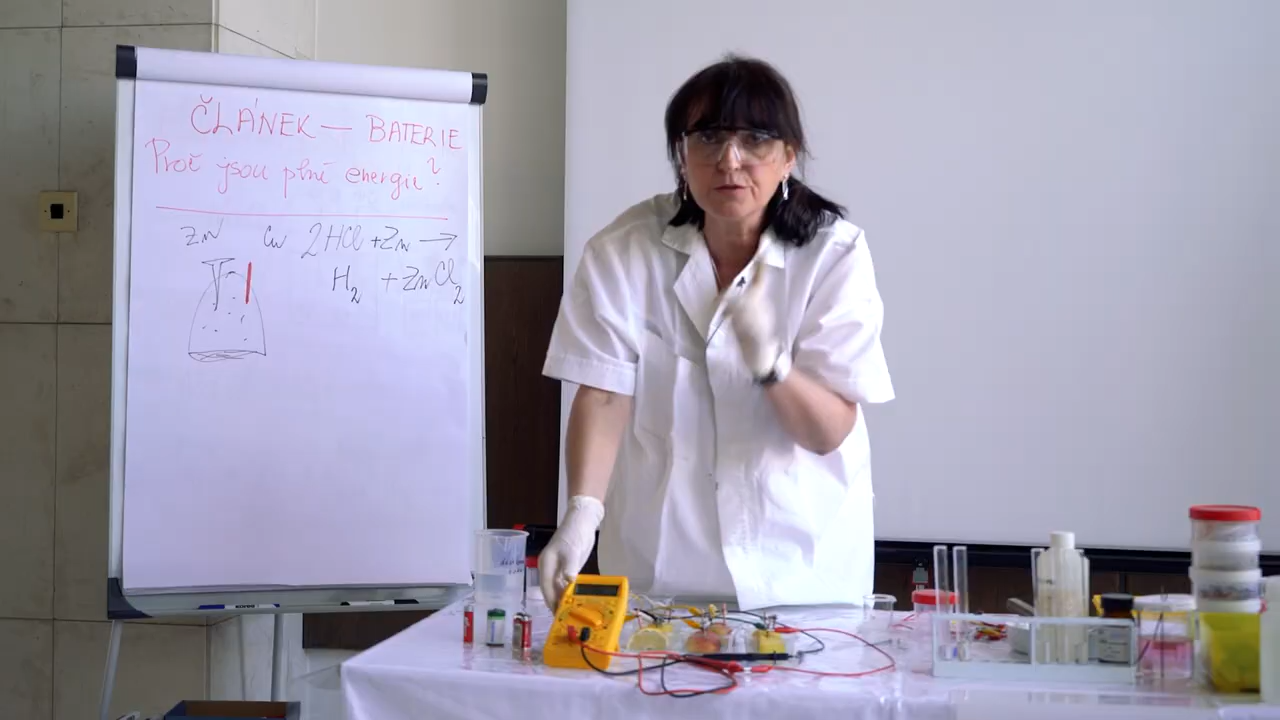 ČLÁNEK — BATERIE
Proč jsou plné energie?
Zn Cu 2HCl + Zn →
H₂ + ZnCl₂